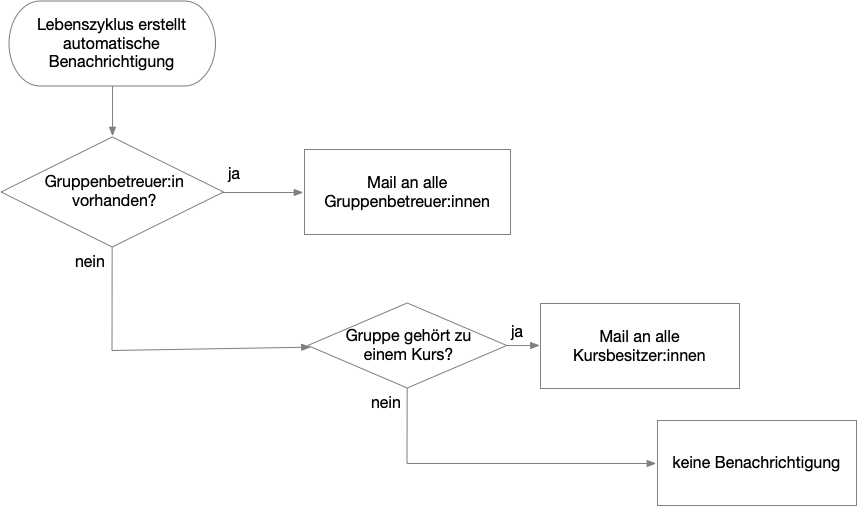 Lebenszyklus erstellt
automatische
Benachrichtigung
Gruppenbetreuer:in
vorhanden?
ja
Mail an alle
Gruppenbetreuer:innen
nein
Gruppe gehört zu
einem Kurs?
ja
Mail an alle
Kursbesitzer:innen
nein
keine Benachrichtigung